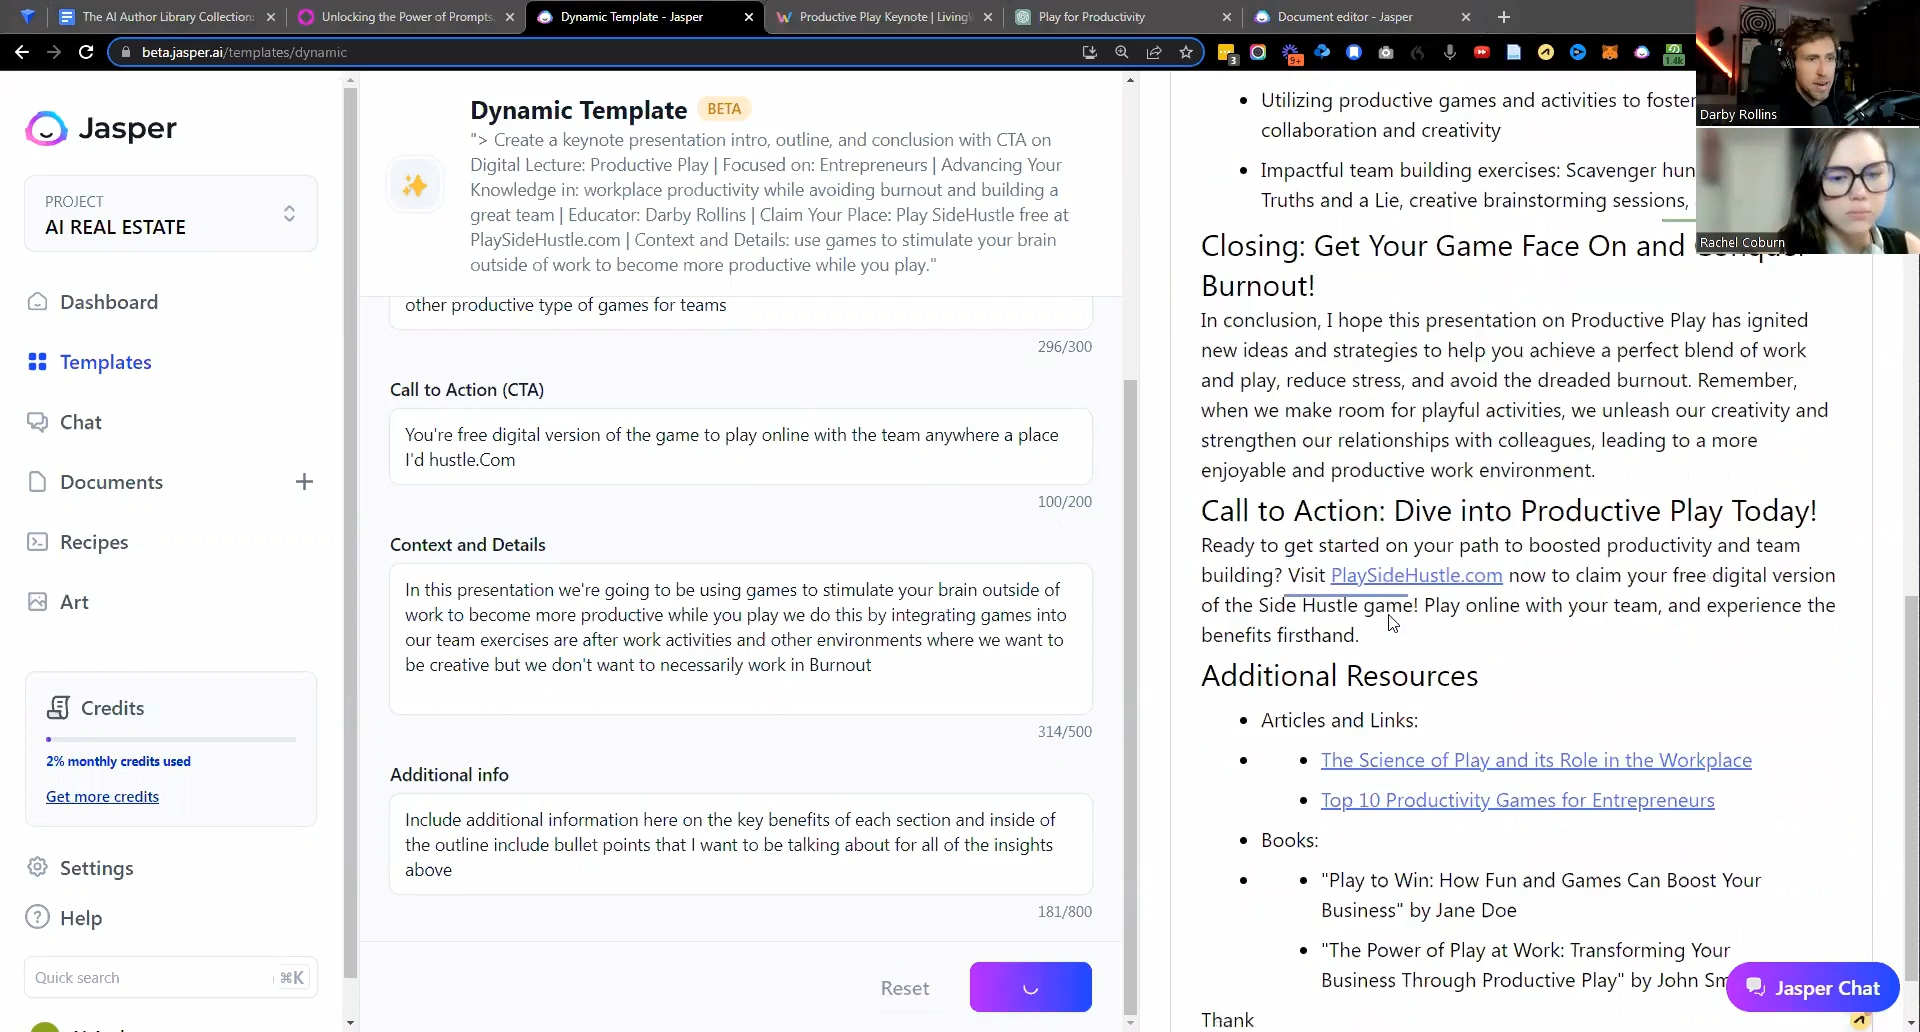 The AI Author Library Collection:
Unlocking the Power of Prompts.
Dynamic Template - Jasper
Productive Play Keynote | Living
Play for Productivity
Document editor - Jasper
beta.jasper.ai/templates/dynamic
3
9+
1.4k
Darby Rollins
Rachel Coburn
Jasper
PROJECT
AI REAL ESTATE
Dashboard
Templates
Chat
Documents
Recipes
Art
Credits
2% monthly credits used
Get more credits
Settings
Help
Quick search
⌘K
Dynamic Template BETA
"> Create a keynote presentation intro, outline, and conclusion with CTA on
Digital Lecture: Productive Play | Focused on: Entrepreneurs | Advancing Your
Knowledge in: workplace productivity while avoiding burnout and building a
great team | Educator: Darby Rollins | Claim Your Place: Play SideHustle free at
PlaySideHustle.com | Context and Details: use games to stimulate your brain
outside of work to become more productive while you play."
other productive type of games for teams
296/300
Call to Action (CTA)
You're free digital version of the game to play online with the team anywhere a place
I'd hustle.Com
100/200
Context and Details
In this presentation we're going to be using games to stimulate your brain outside of
work to become more productive while you play we do this by integrating games into
our team exercises are after work activities and other environments where we want to
be creative but we don't want to necessarily work in Burnout
314/500
Additional info
Include additional information here on the key benefits of each section and inside of
the outline include bullet points that I want to be talking about for all of the insights
above
181/800
Reset
Utilizing productive games and activities to foster
collaboration and creativity
Impactful team building exercises: Scavenger hun
Truths and a Lie, creative brainstorming sessions,
Closing: Get Your Game Face On and Conquer
Burnout!
In conclusion, I hope this presentation on Productive Play has ignited
new ideas and strategies to help you achieve a perfect blend of work
and play, reduce stress, and avoid the dreaded burnout. Remember,
when we make room for playful activities, we unleash our creativity and
strengthen our relationships with colleagues, leading to a more
enjoyable and productive work environment.
Call to Action: Dive into Productive Play Today!
Ready to get started on your path to boosted productivity and team
building? Visit PlaySideHustle.com now to claim your free digital version
of the Side Hustle game! Play online with your team, and experience the
benefits firsthand.
Additional Resources
Articles and Links:
The Science of Play and its Role in the Workplace
Top 10 Productivity Games for Entrepreneurs
Books:
"Play to Win: How Fun and Games Can Boost Your
Business" by Jane Doe
"The Power of Play at Work: Transforming Your
Business Through Productive Play" by John Sm
Thank
Jasper Chat